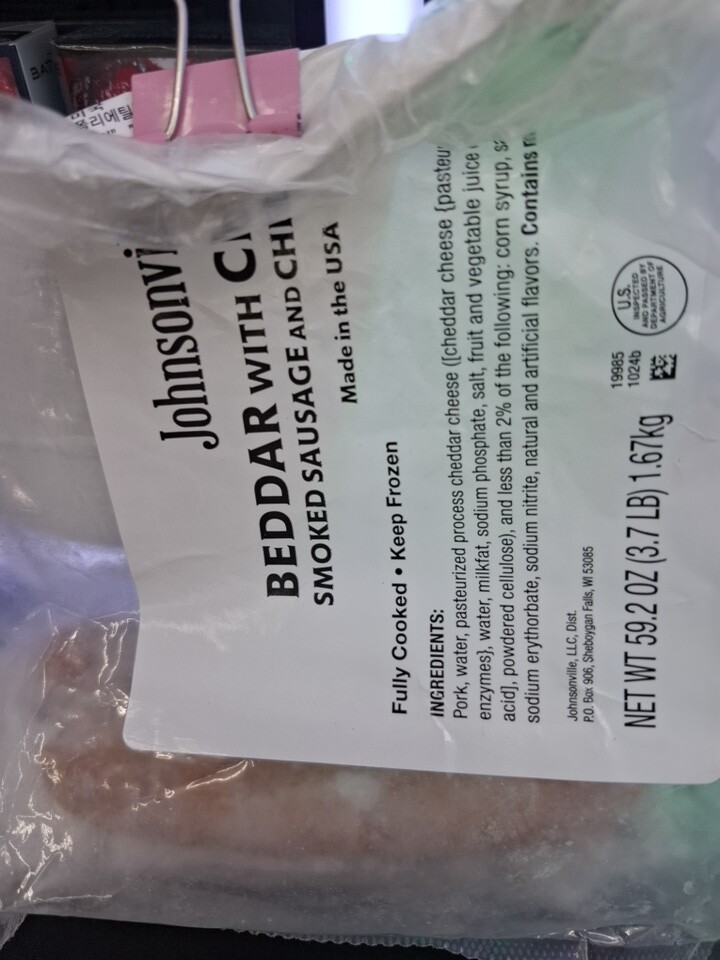 Johnsonvi
BEDDAR WITH C
SMOKED SAUSAGE AND CH
Made in the USA
Fully Cooked • Keep Frozen
INGREDIENTS:
Pork, water, pasteurized process cheddar cheese ([cheddar cheese {pasteu
enzymes}, water, milkfat, sodium phosphate, salt, fruit and vegetable juice
acid], powdered cellulose), and less than 2% of the following: corn syrup, s
sodium erythorbate, sodium nitrite, natural and artificial flavors. Contains
Johnsonville, LLC, Dist.
P.O. Box 906, Sheboygan Falls, WI 53085
19985
1024b
U.S.
INSPECTED
AND PASSED BY
DEPARTMENT OF
AGRICULTURE
NET WT 59.2 OZ (3.7 LB) 1.67kg
BAT